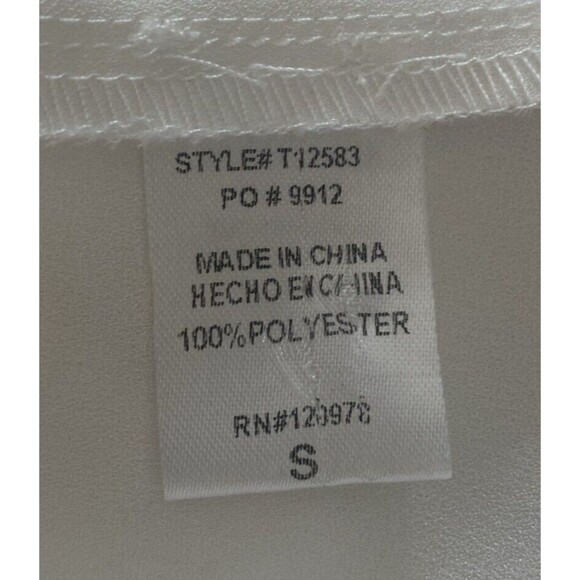 STYLE# T12583
PO # 9912
MADE IN CHINA
HECHO EN CHINA
100% POLYESTER
RN#120978
S